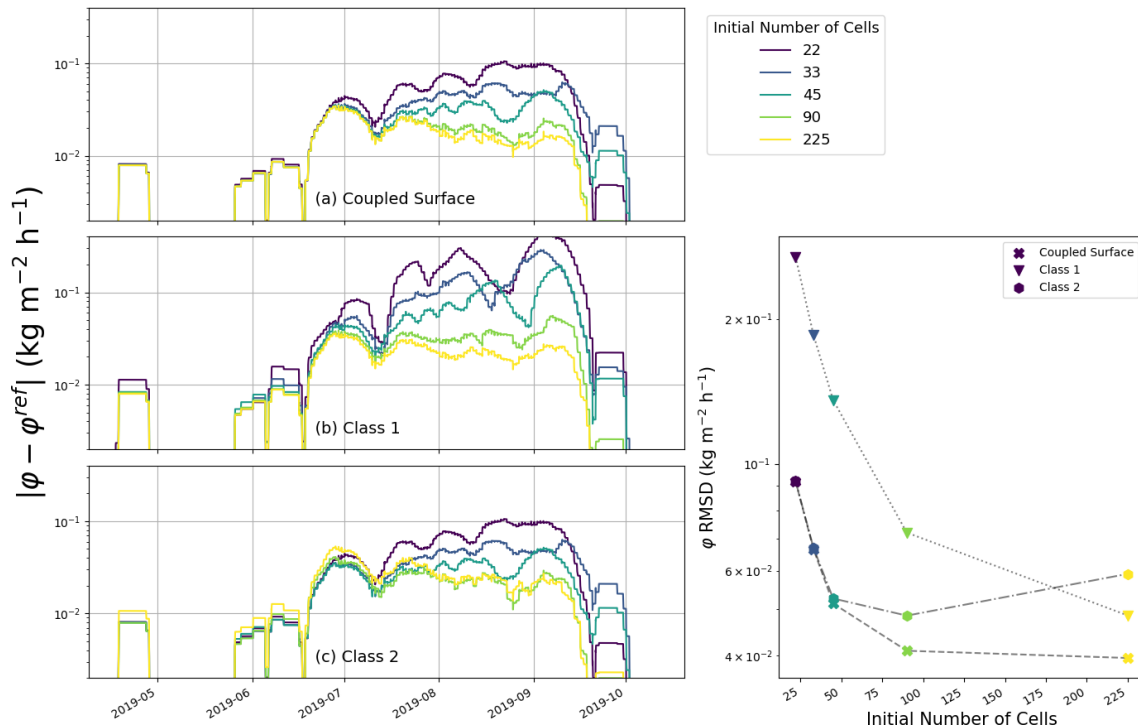 |φ − φ^ref| (kg m⁻² h⁻¹)
10⁻¹
10⁻²
(a) Coupled Surface
10⁻¹
10⁻²
(b) Class 1
10⁻¹
10⁻²
(c) Class 2
2019-05
2019-06
2019-07
2019-08
2019-09
2019-10
Initial Number of Cells
22
33
45
90
225
Coupled Surface
Class 1
Class 2
φ RMSD (kg m⁻² h⁻¹)
2 × 10⁻¹
10⁻¹
6 × 10⁻²
4 × 10⁻²
25
50
75
100
125
150
175
200
225
Initial Number of Cells